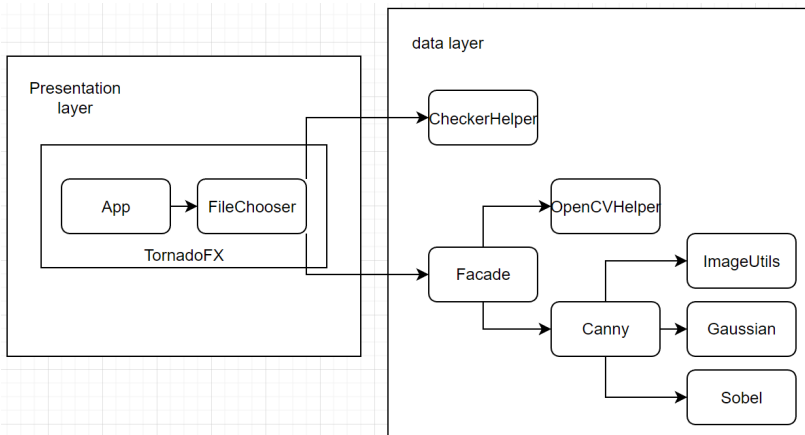 Presentation
layer
App
FileChooser
TornadoFX
data layer
CheckerHelper
OpenCVHelper
Facade
ImageUtils
Canny
Gaussian
Sobel